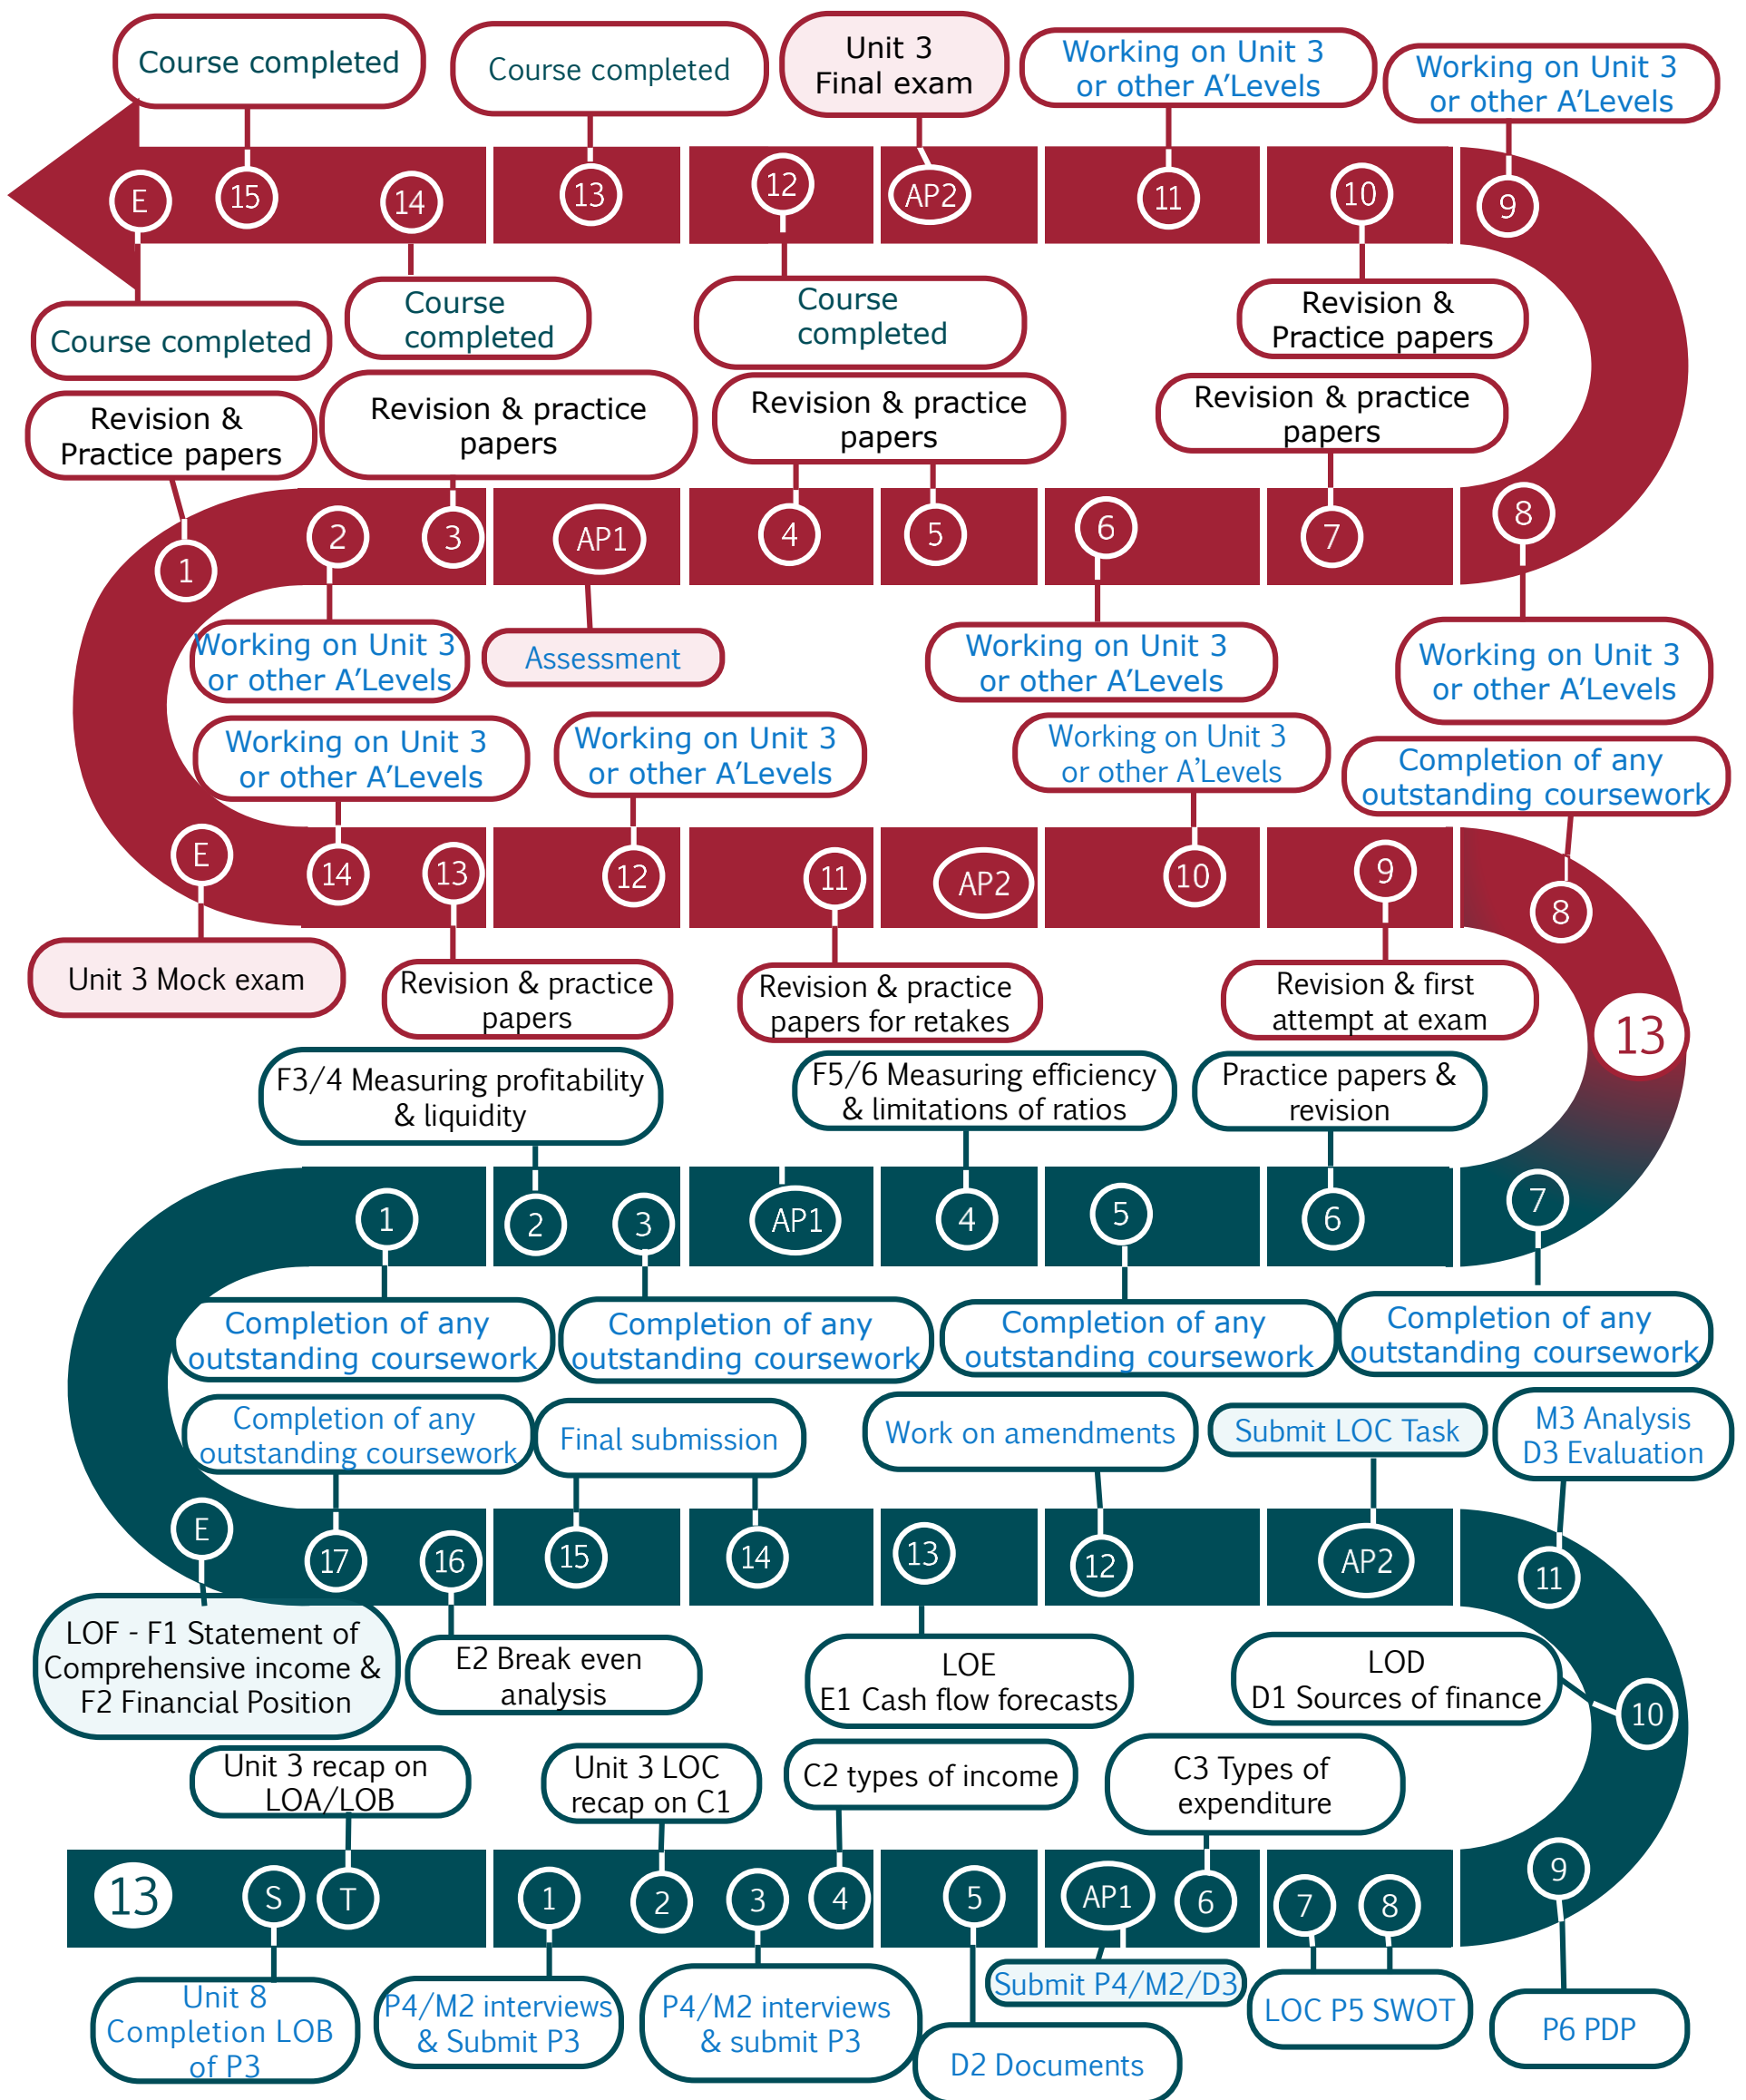 Course completed
Course completed
Unit 3
Final exam
Working on Unit 3
or other A’Levels
Working on Unit 3
or other A’Levels
E
15
14
13
12
AP2
11
10
9
Course completed
Course
completed
Course
completed
Revision &
Practice papers
Revision &
Practice papers
Revision & practice
papers
Revision & practice
papers
Revision & practice
papers
1
2
3
AP1
4
5
6
7
8
Working on Unit 3
or other A’Levels
Assessment
Working on Unit 3
or other A’Levels
Working on Unit 3
or other A’Levels
Working on Unit 3
or other A’Levels
Working on Unit 3
or other A’Levels
Working on Unit 3
or other A’Levels
Completion of any
outstanding coursework
E
14
13
12
11
AP2
10
9
8
Unit 3 Mock exam
Revision & practice
papers
Revision & practice
papers for retakes
Revision & first
attempt at exam
13
F3/4 Measuring profitability
& liquidity
F5/6 Measuring efficiency
& limitations of ratios
Practice papers &
revision
1
2
3
AP1
4
5
6
7
Completion of any
outstanding coursework
Completion of any
outstanding coursework
Completion of any
outstanding coursework
Completion of any
outstanding coursework
Completion of any
outstanding coursework
Final submission
Work on amendments
Submit LOC Task
M3 Analysis
D3 Evaluation
E
17
16
15
14
13
12
AP2
11
LOF - F1 Statement of
Comprehensive income &
F2 Financial Position
E2 Break even
analysis
LOE
E1 Cash flow forecasts
LOD
D1 Sources of finance
10
Unit 3 recap on
LOA/LOB
Unit 3 LOC
recap on C1
C2 types of income
C3 Types of
expenditure
13
S
T
1
2
3
4
5
AP1
6
7
8
9
Unit 8
Completion LOB
of P3
P4/M2 interviews
& Submit P3
P4/M2 interviews
& submit P3
D2 Documents
Submit P4/M2/D3
LOC P5 SWOT
P6 PDP